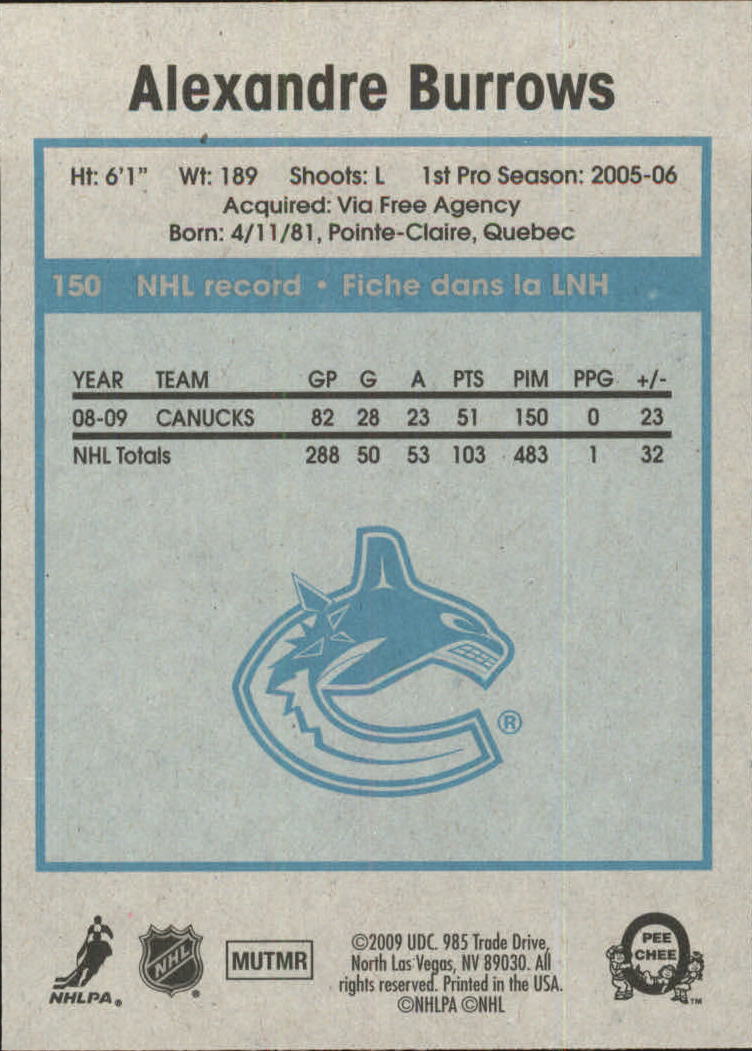 Alexandre Burrows
Ht: 6'1" Wt: 189 Shoots: L 1st Pro Season: 2005-06
Acquired: Via Free Agency
Born: 4/11/81, Pointe-Claire, Quebec
150 NHL record • Fiche dans la LNH
YEAR TEAM GP G A PTS PIM PPG +/-
08-09 CANUCKS 82 28 23 51 150 0 23
NHL Totals 288 50 53 103 483 1 32
®
NHLPA®
NHL®
MUTMR
©2009 UDC. 985 Trade Drive,
North Las Vegas, NV 89030. All
rights reserved. Printed in the USA.
©NHLPA ©NHL
O
PEE
CHEE
TM